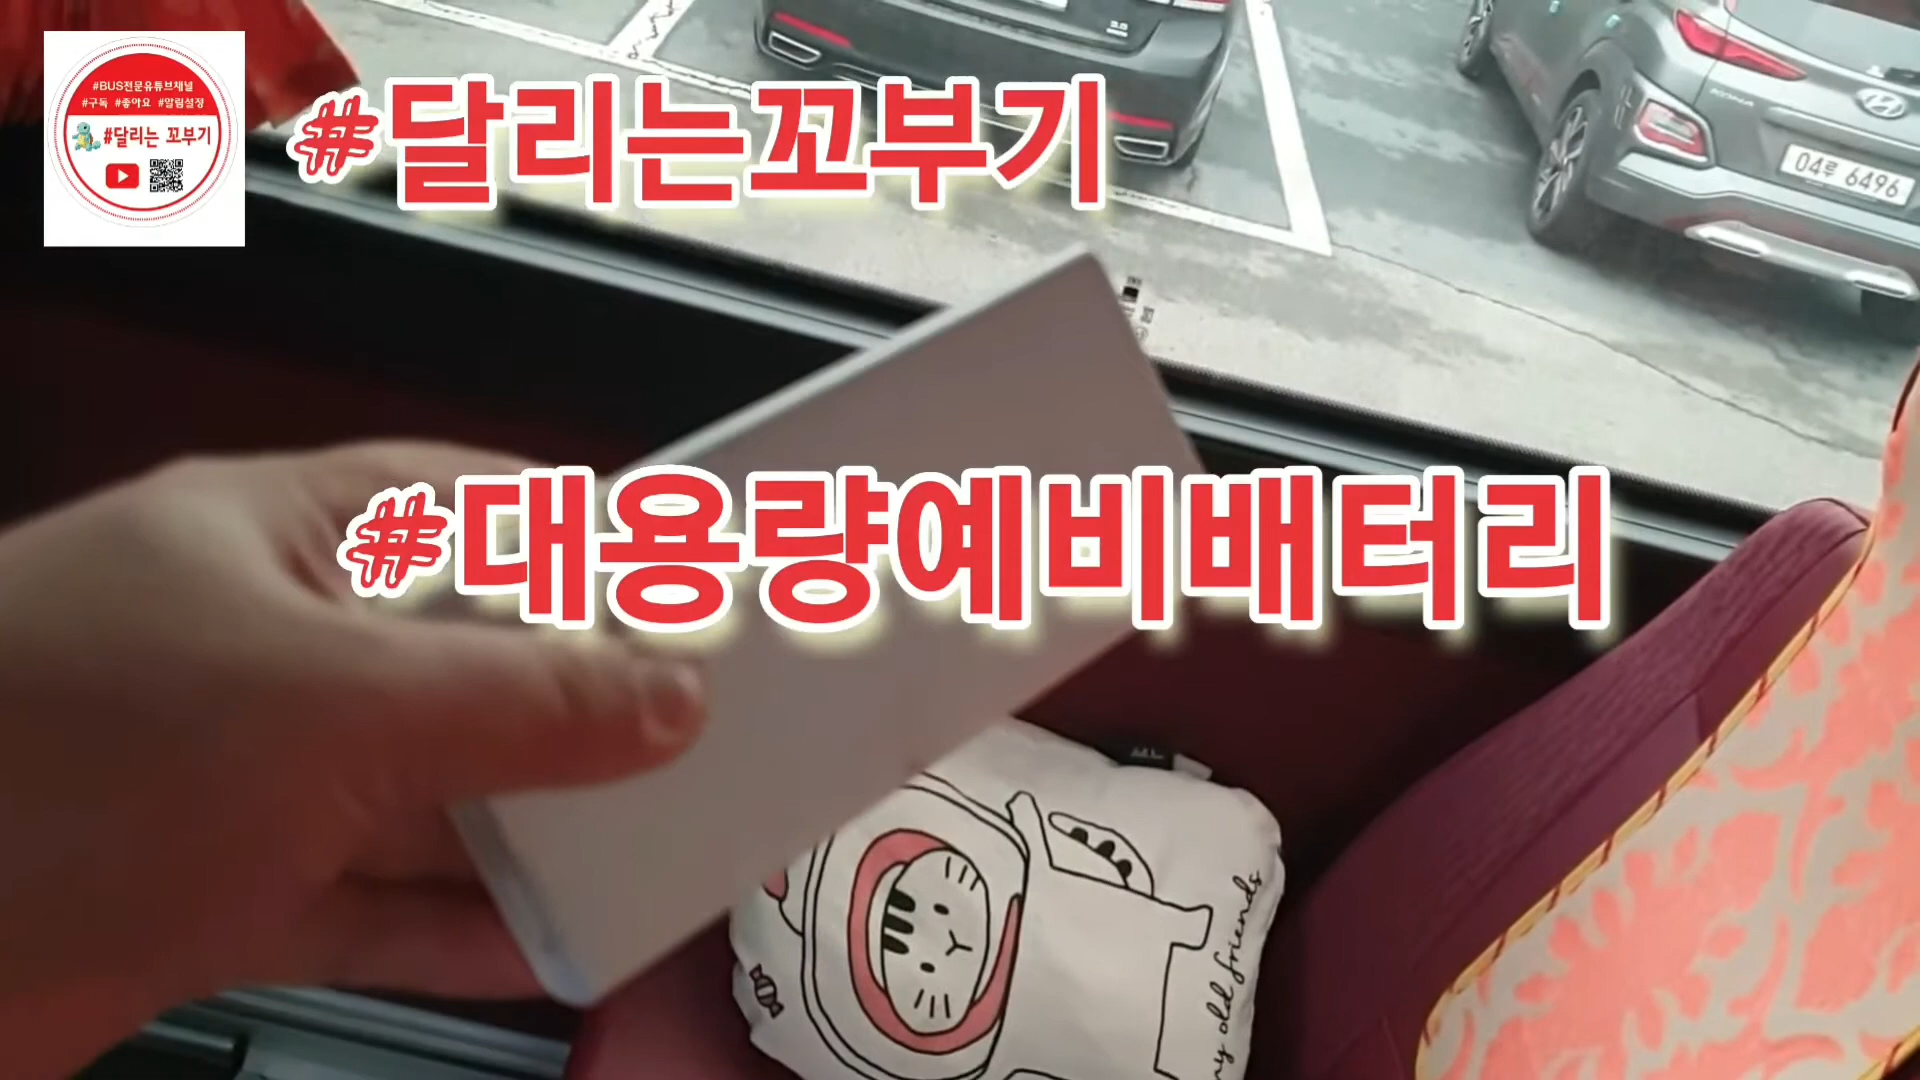 #BUS전문유튜브채널
#구독 #좋아요 #알림설정
#달리는 꼬부기
#달리는꼬부기
KONA
04루 6496
#대용량예비배터리
my old friends